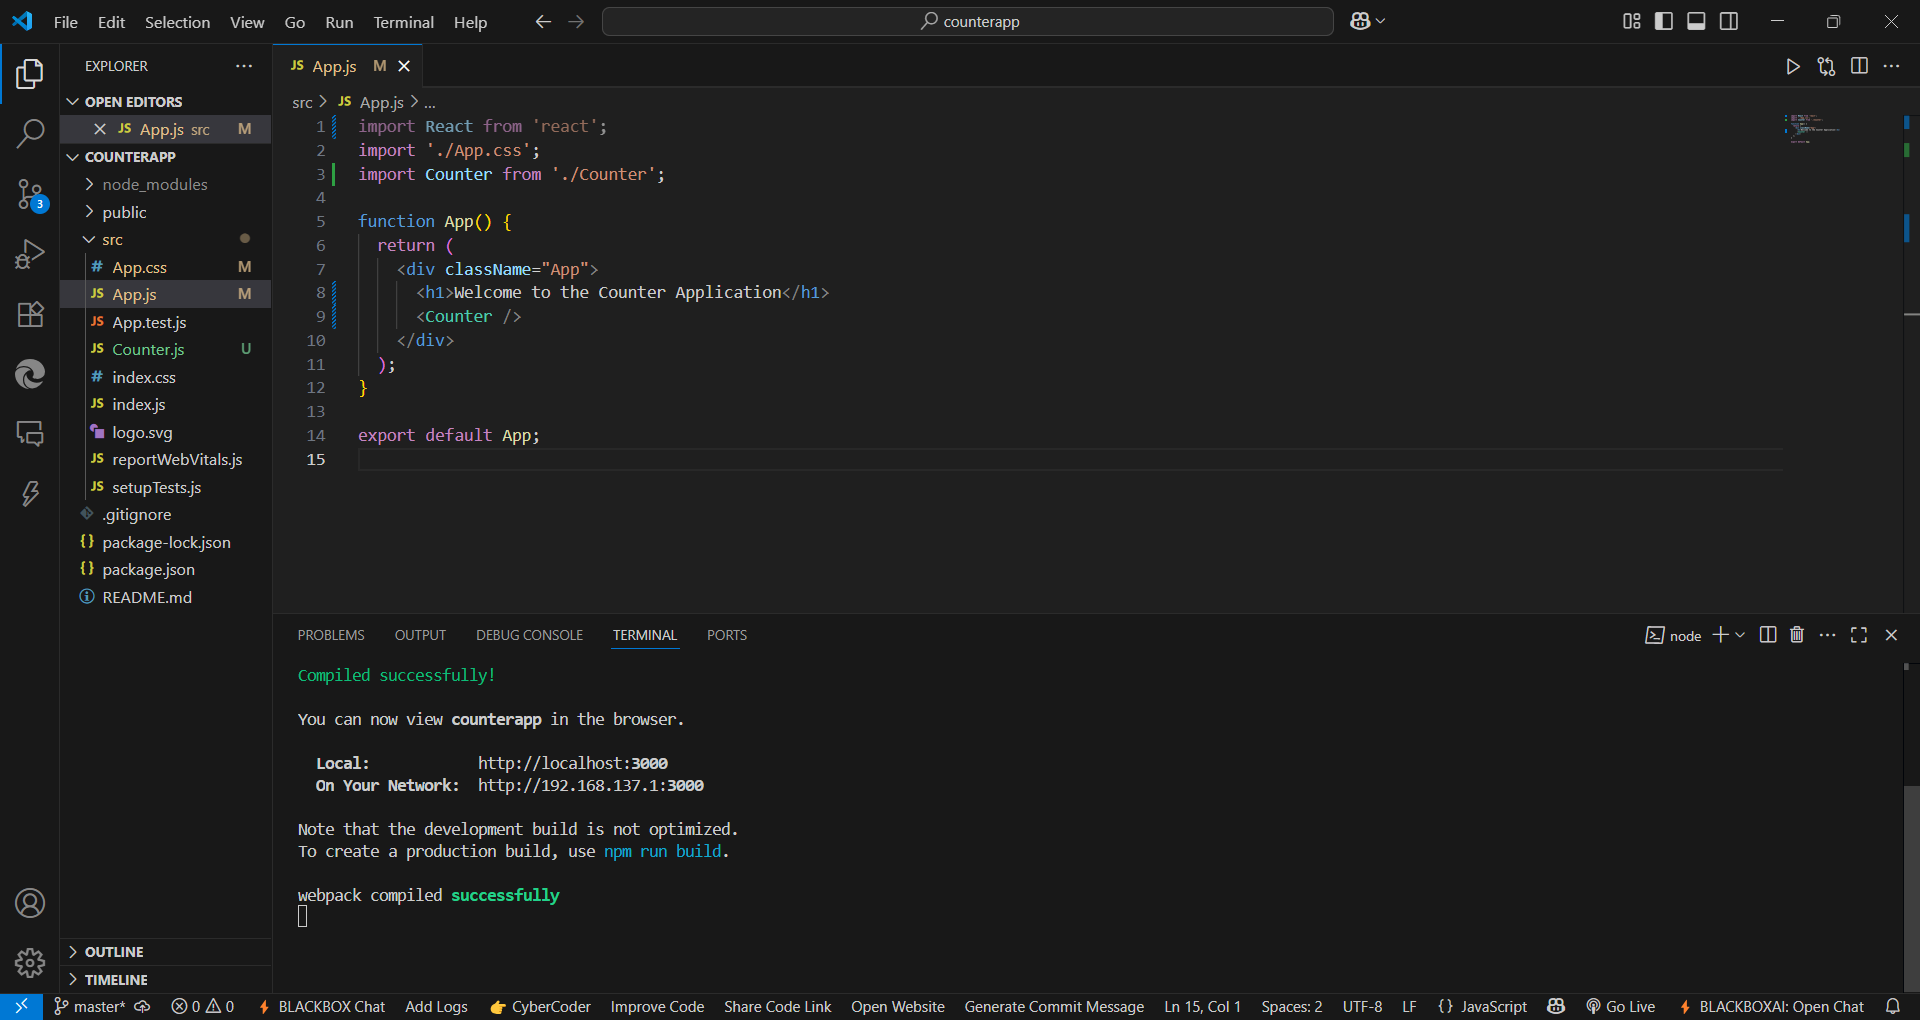 File Edit Selection View Go Run Terminal Help
counterapp
EXPLORER
OPEN EDITORS
JS App.js src M
COUNTERAPP
node_modules
public
src
# App.css M
JS App.js M
JS App.test.js
JS Counter.js U
# index.css
JS index.js
logo.svg
JS reportWebVitals.js
JS setupTests.js
.gitignore
{} package-lock.json
{} package.json
README.md
OUTLINE
TIMELINE
3
JS App.js M
src > JS App.js > ...
1 import React from 'react';
2 import './App.css';
3 import Counter from './Counter';
4
5 function App() {
6 return (
7 <div className="App">
8 <h1>Welcome to the Counter Application</h1>
9 <Counter />
10 </div>
11 );
12 }
13
14 export default App;
15
PROBLEMS OUTPUT DEBUG CONSOLE TERMINAL PORTS
node
Compiled successfully!
You can now view counterapp in the browser.
Local: http://localhost:3000
On Your Network: http://192.168.137.1:3000
Note that the development build is not optimized.
To create a production build, use npm run build.
webpack compiled successfully
master* 0 0 BLACKBOX Chat Add Logs CyberCoder Improve Code Share Code Link Open Website Generate Commit Message Ln 15, Col 1 Spaces: 2 UTF-8 LF {} JavaScript Go Live BLACKBOXAI: Open Chat